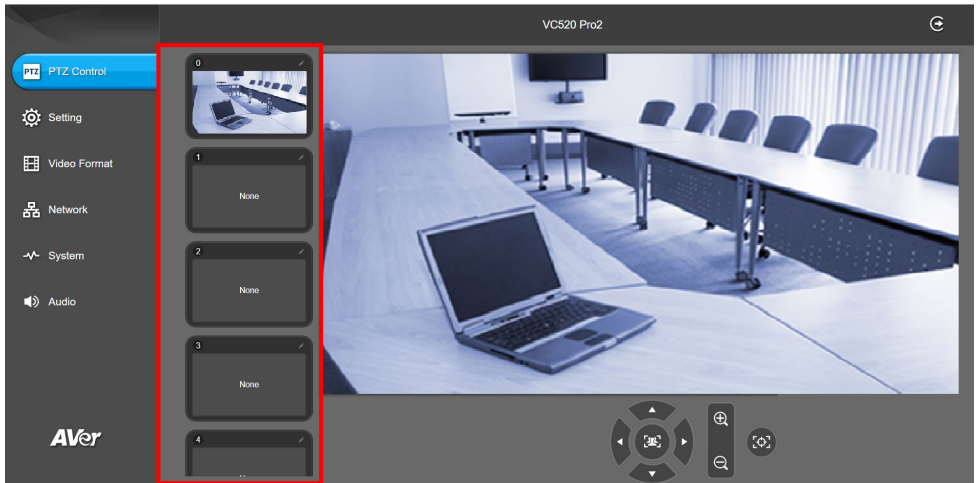 VC520 Pro2
PTZ PTZ Control
Setting
Video Format
Network
System
Audio
AVer
0
1
None
2
None
3
None
4